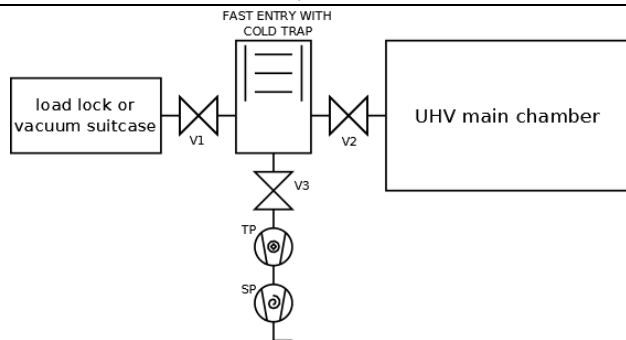 FAST ENTRY WITH
COLD TRAP
load lock or
vacuum suitcase
V1
V2
UHV main chamber
V3
TP
SP